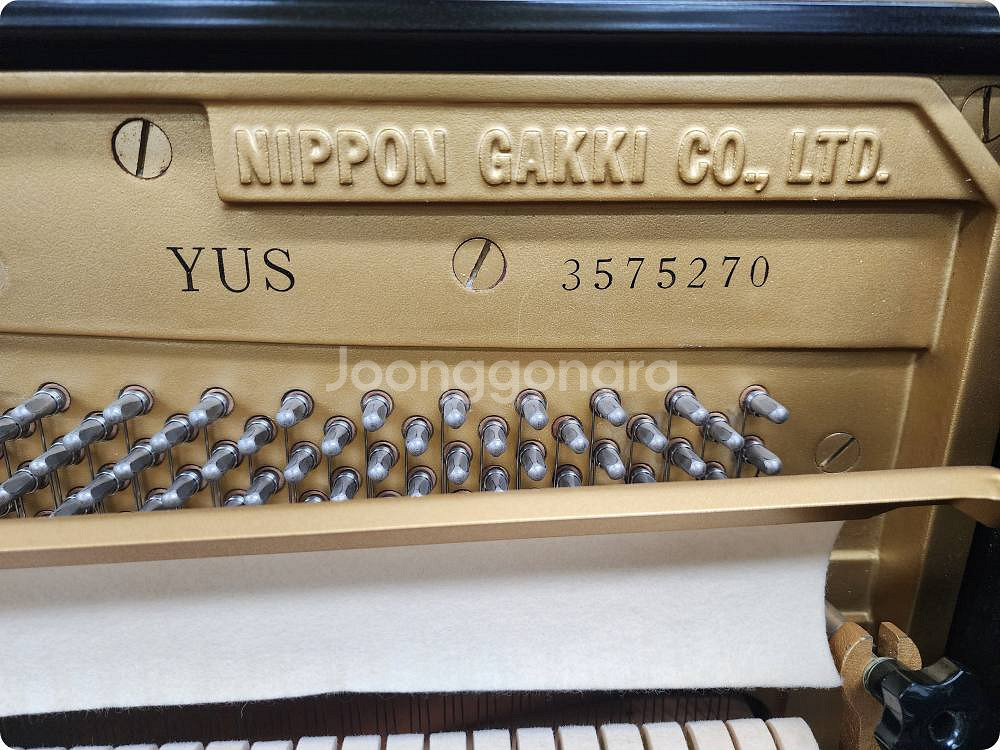 NIPPON GAKKI CO., LTD.
YUS 3575270
Joonggonara